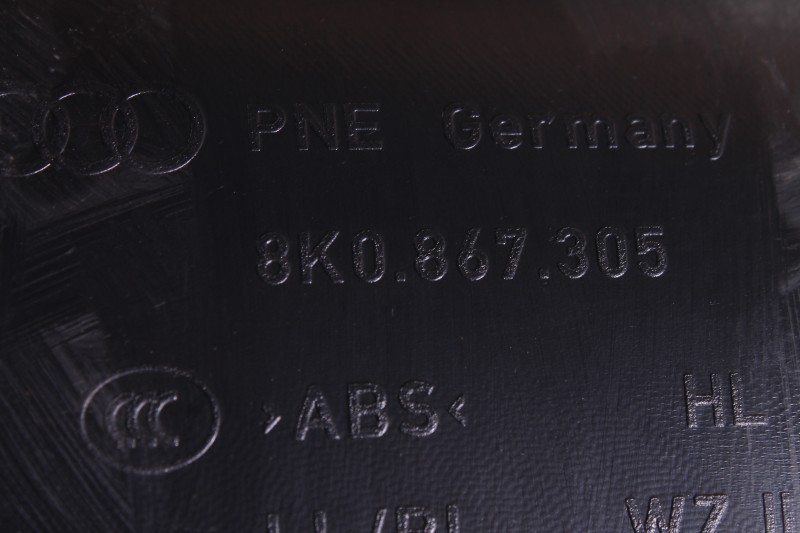 PNE Germany
8K0.867.305
>ABS< HL